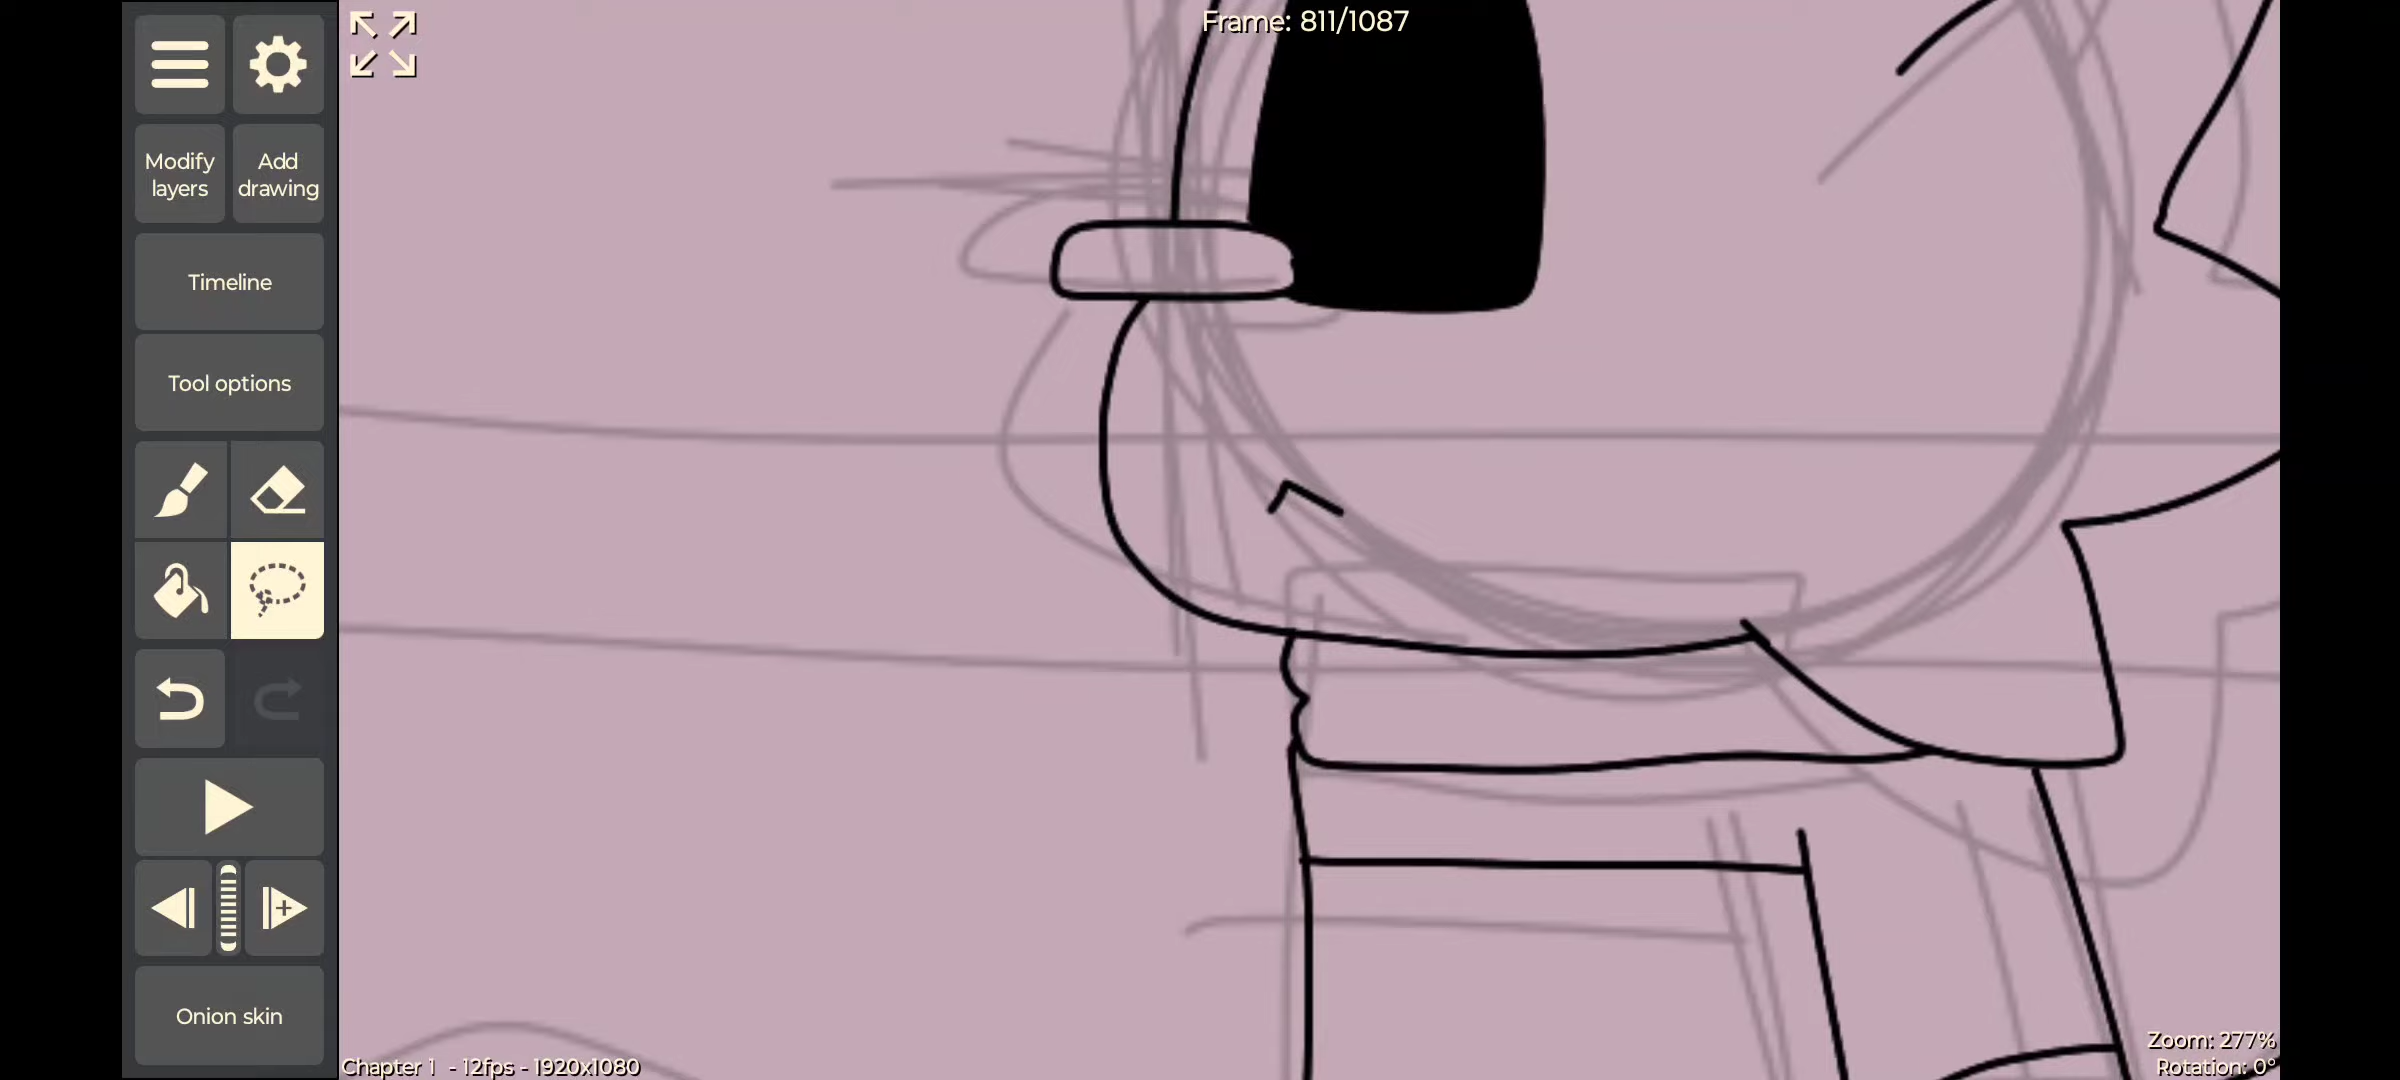 Frame: 811/1087
Modify
layers
Add
drawing
Timeline
Tool options
Onion skin
Chapter 1 - 12fps - 1920x1080
Zoom: 277%
Rotation: 0°